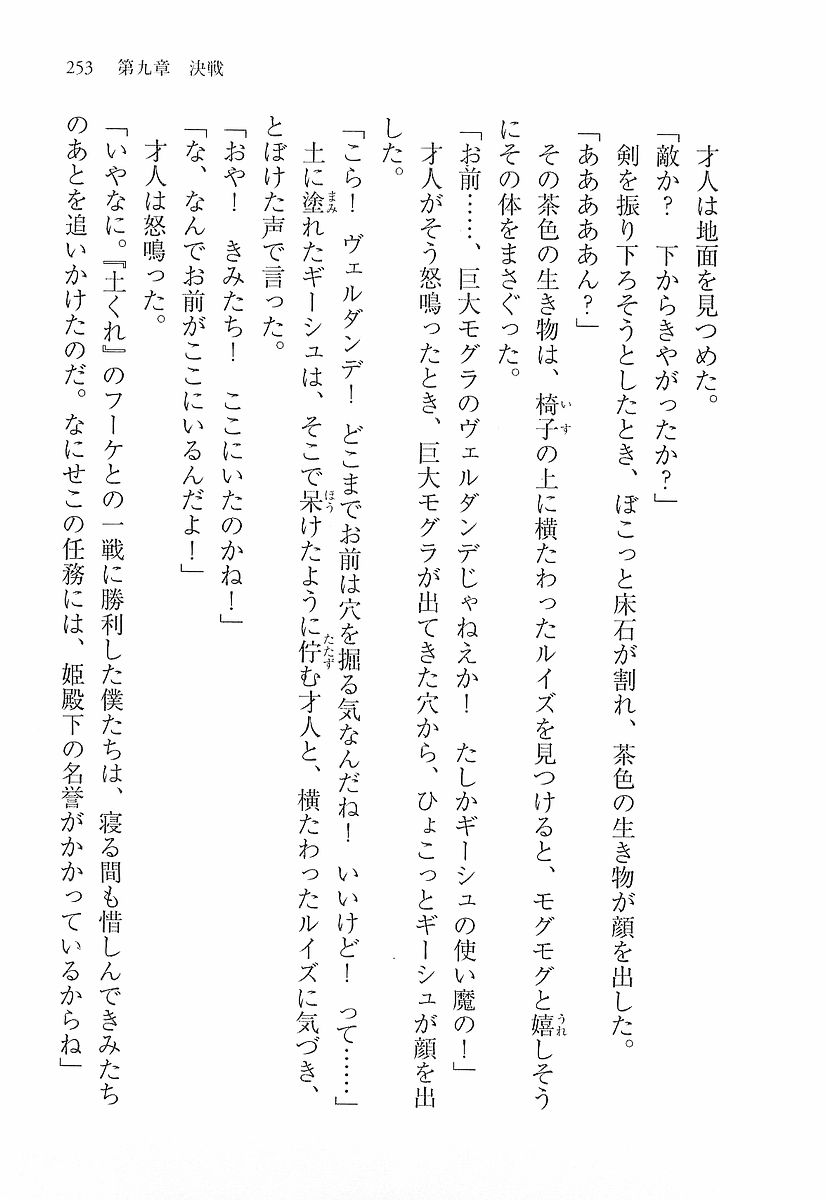 253　第九章　決戦
　才人は地面を見つめた。
「敵か？　下からきやがったか？」
　剣を振り下ろそうとしたとき、ぼこっと床石が割れ、茶色の生き物が顔を出した。
「あああああん？」
　その茶色の生き物は、椅子の上に横たわったルイズを見つけると、モグモグと嬉しそう
にその体をまさぐった。
「お前……、巨大モグラのヴェルダンデじゃねえか！　たしかギーシュの使い魔の！」
　才人がそう怒鳴ったとき、巨大モグラが出てきた穴から、ひょこっとギーシュが顔を出
した。
「こら！　ヴェルダンデ！　どこまでお前は穴を掘る気なんだね！　いいけど！　って……」
　土に塗れたギーシュは、そこで呆けたように佇む才人と、横たわったルイズに気づき、
とぼけた声で言った。
「おや！　きみたち！　ここにいたのかね！」
「な、なんでお前がここにいるんだよ！」
　才人は怒鳴った。
「いやなに。『土くれ』のフーケとの一戦に勝利した僕たちは、寝る間も惜しんできみたち
のあとを追いかけたのだ。なにせこの任務には、姫殿下の名誉がかかっているからね」